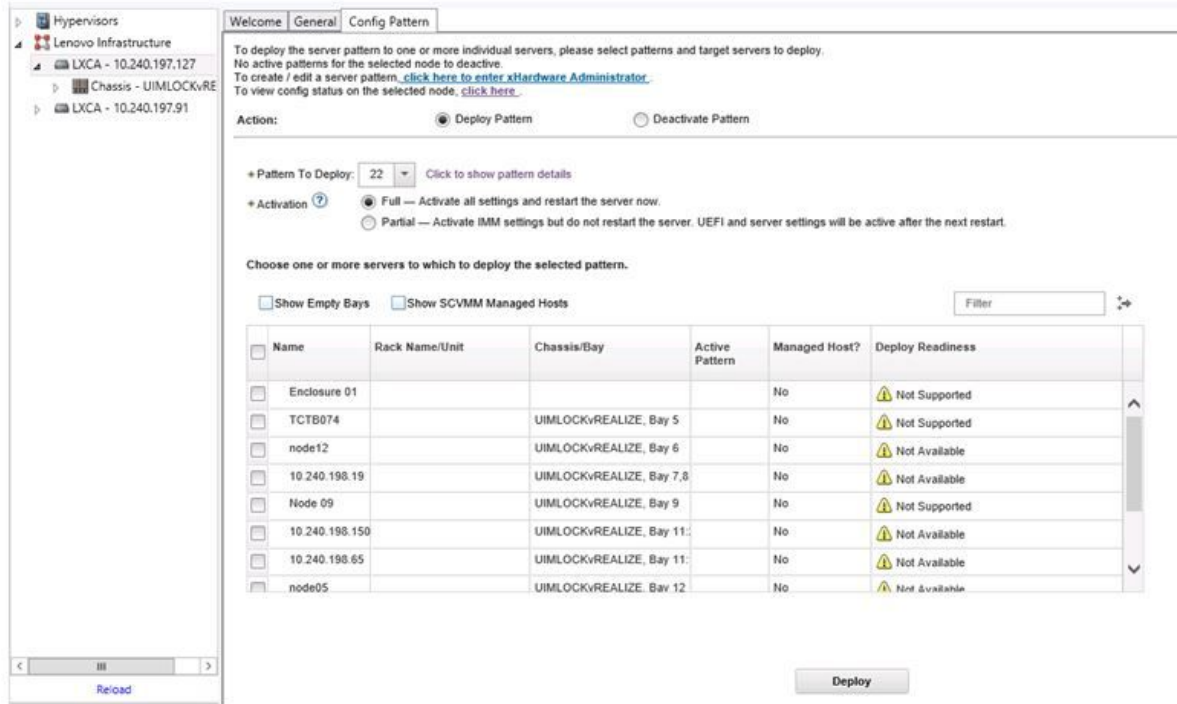 Hypervisors
Lenovo Infrastructure
LXCA - 10.240.197.127
Chassis - UIMLOCKvRE
LXCA - 10.240.197.91
Reload
Welcome General Config Pattern
To deploy the server pattern to one or more individual servers, please select patterns and target servers to deploy.
No active patterns for the selected node to deactive.
To create / edit a server pattern, click here to enter xHardware Administrator .
To view config status on the selected node, click here .
Action: Deploy Pattern Deactivate Pattern
Pattern To Deploy: 22 Click to show pattern details
Activation ? Full — Activate all settings and restart the server now.
Partial — Activate IMM settings but do not restart the server. UEFI and server settings will be active after the next restart.
Choose one or more servers to which to deploy the selected pattern.
Show Empty Bays Show SCVMM Managed Hosts Filter
Name Rack Name/Unit Chassis/Bay Active Pattern Managed Host? Deploy Readiness
Enclosure 01 No Not Supported
TCTB074 UIMLOCKvREALIZE, Bay 5 No Not Supported
node12 UIMLOCKvREALIZE, Bay 6 No Not Available
10.240.198.19 UIMLOCKvREALIZE, Bay 7,8 No Not Available
Node 09 UIMLOCKvREALIZE, Bay 9 No Not Supported
10.240.198.150 UIMLOCKvREALIZE, Bay 11: No Not Available
10.240.198.65 UIMLOCKvREALIZE, Bay 11: No Not Available
node05 UIMLOCKvREALIZE, Bay 12 No Not Available
Deploy